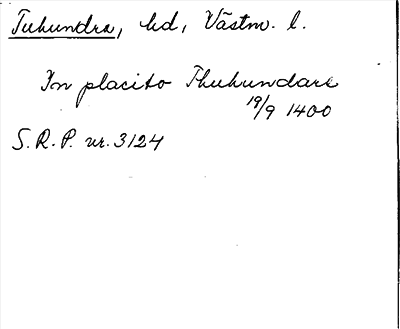 Tuhundra, hd, Västm. l.
In placito Thuhundare
19/9 1400
S.R.P. nr. 3124